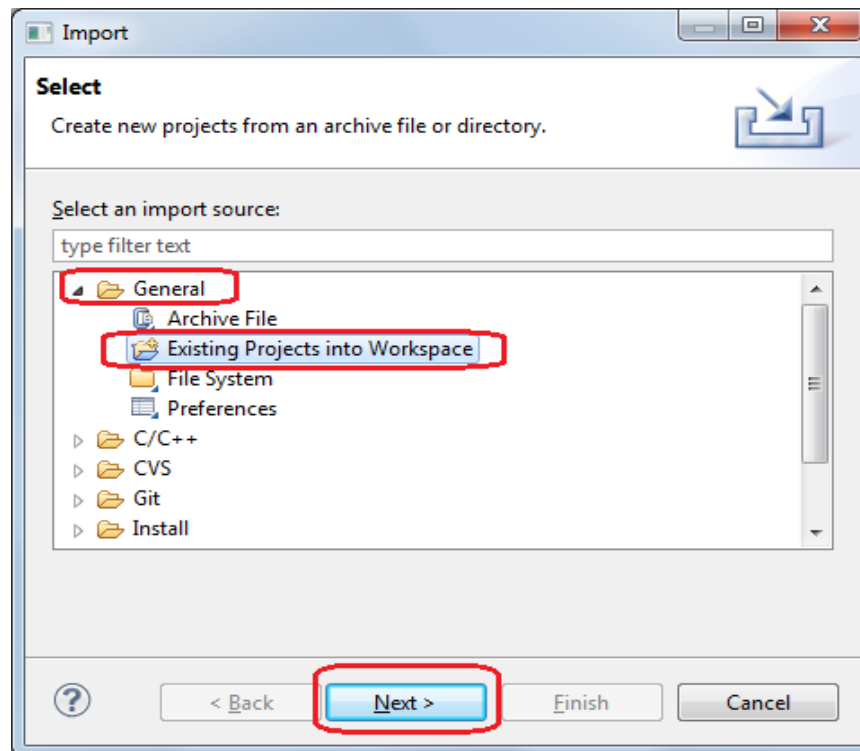 Import
Select
Create new projects from an archive file or directory.
Select an import source:
type filter text
General
Archive File
Existing Projects into Workspace
File System
Preferences
C/C++
CVS
Git
Install
? < Back Next > Finish Cancel